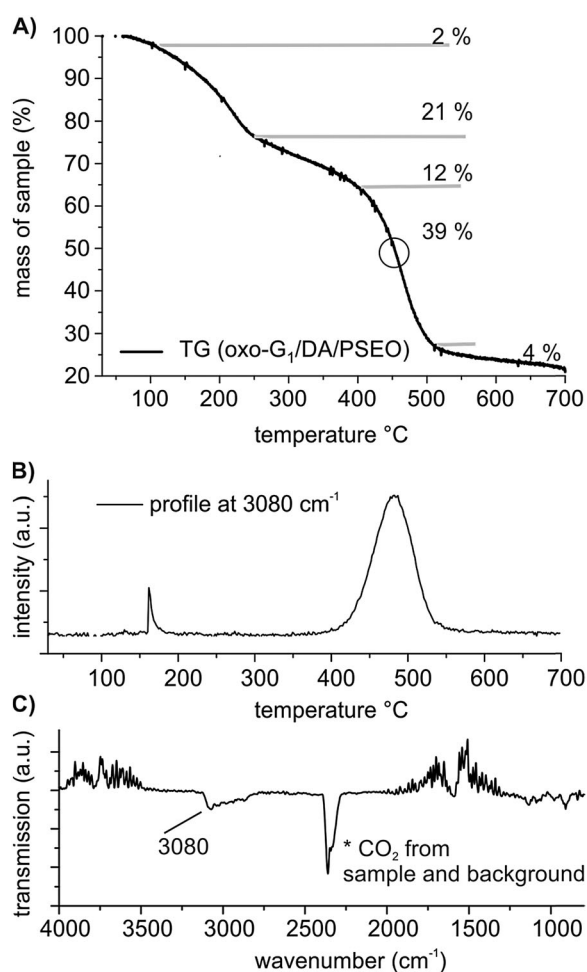 A)
100
90
80
70
60
50
40
30
20
mass of sample (%)
2 %
21 %
12 %
39 %
4 %
TG (oxo-G₁/DA/PSEO)
100 200 300 400 500 600 700
temperature °C
B)
profile at 3080 cm⁻¹
intensity (a.u.)
100 200 300 400 500 600 700
temperature °C
C)
transmission (a.u.)
3080
* CO₂ from
sample and background
4000 3500 3000 2500 2000 1500 1000
wavenumber (cm⁻¹)